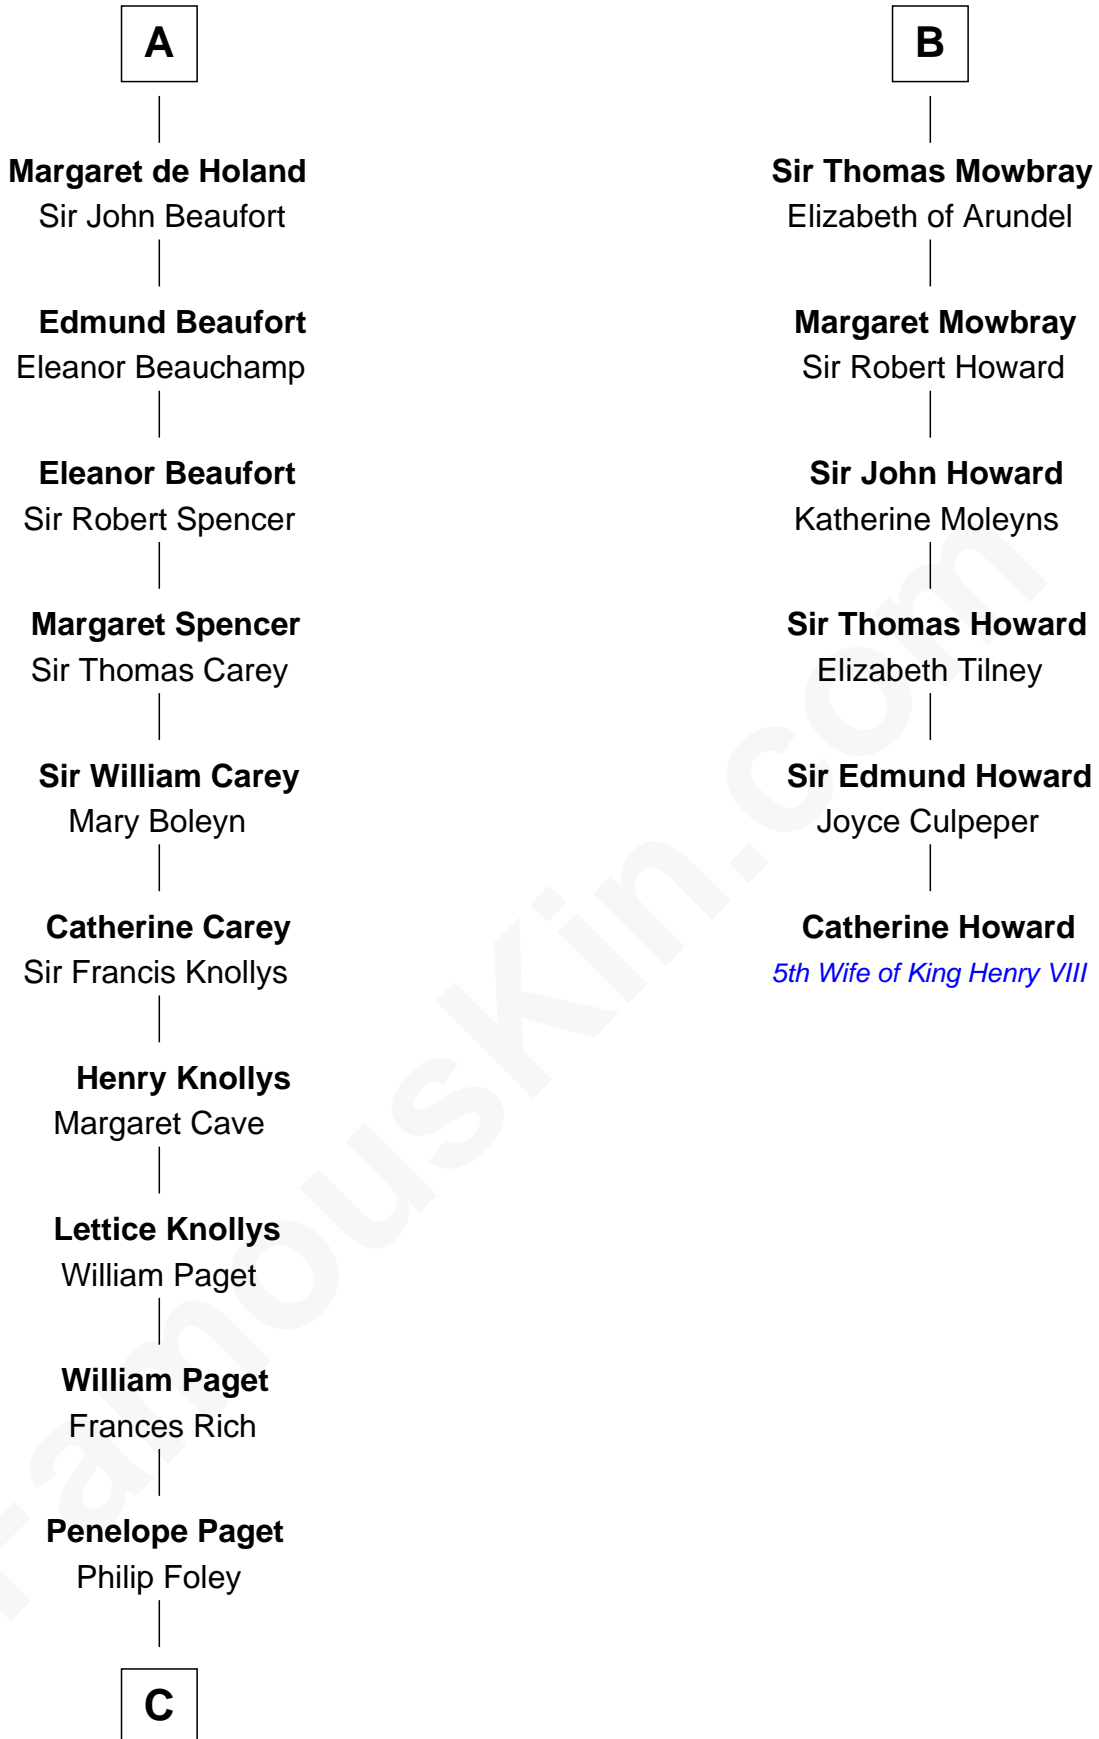 A
Margaret de Holand
Sir John Beaufort
Edmund Beaufort
Eleanor Beauchamp
Eleanor Beaufort
Sir Robert Spencer
Margaret Spencer
Sir Thomas Carey
Sir William Carey
Mary Boleyn
Catherine Carey
Sir Francis Knollys
Henry Knollys
Margaret Cave
Lettice Knollys
William Paget
William Paget
Frances Rich
Penelope Paget
Philip Foley
C
B
Sir Thomas Mowbray
Elizabeth of Arundel
Margaret Mowbray
Sir Robert Howard
Sir John Howard
Katherine Moleyns
Sir Thomas Howard
Elizabeth Tilney
Sir Edmund Howard
Joyce Culpeper
Catherine Howard
5th Wife of King Henry VIII
FamousKin.com